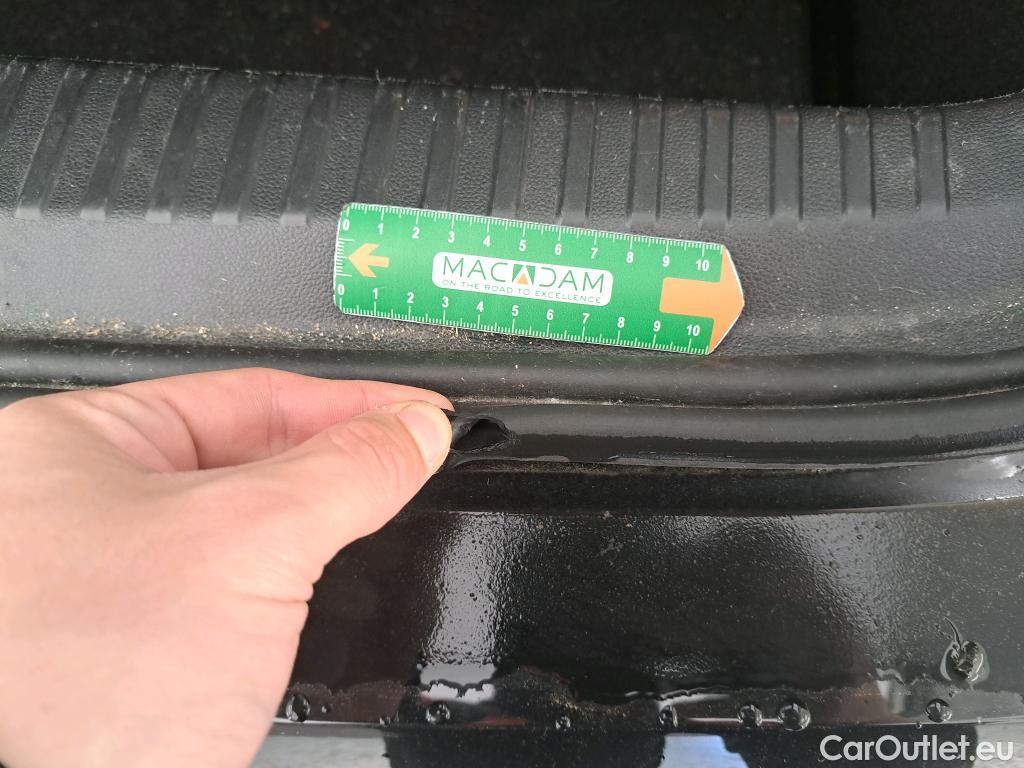 0 1 2 3 4 5 6 7 8 9 10
MACADAM
ON THE ROAD TO EXCELLENCE
0 1 2 3 4 5 6 7 8 9 10
CarOutlet.eu